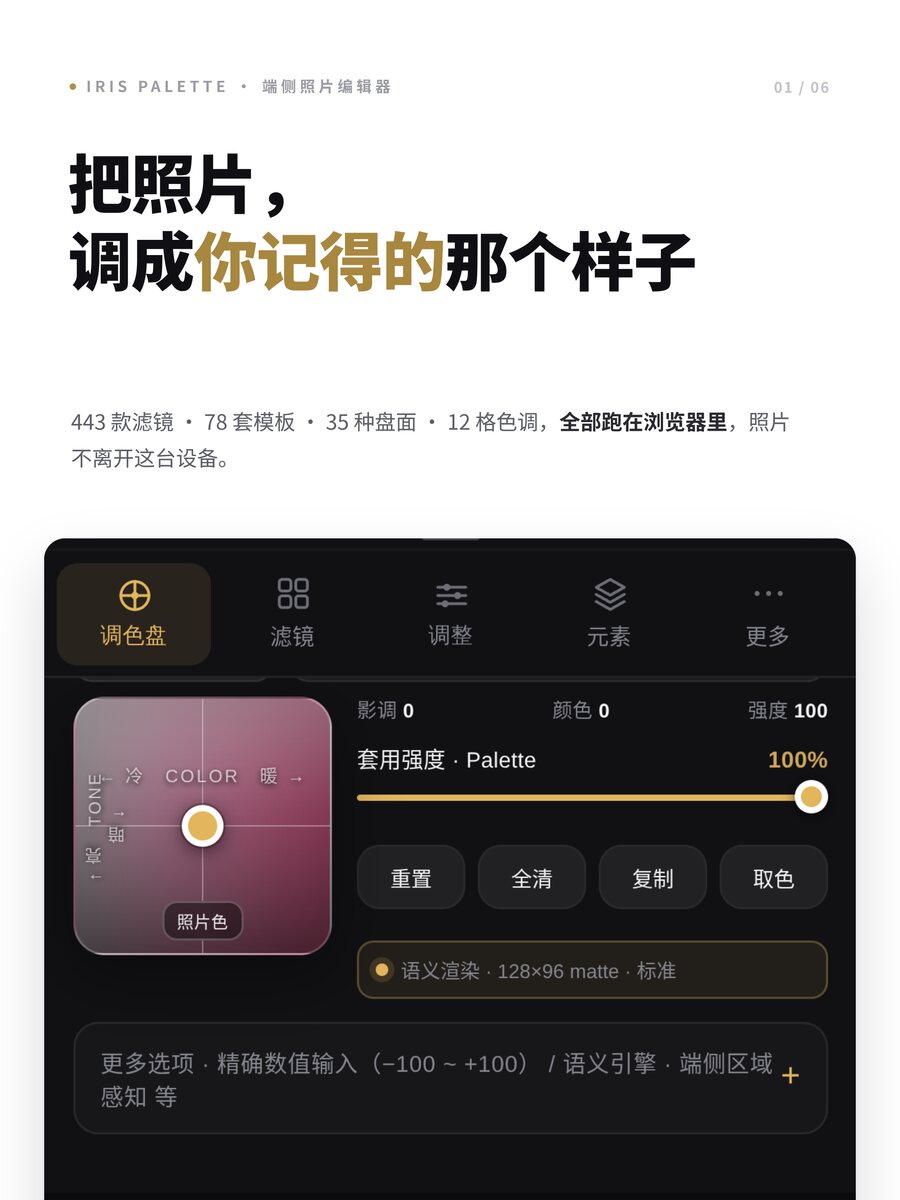 IRIS PALETTE · 端侧照片编辑器
01 / 06
把照片，
调成你记得的那个样子
443 款滤镜 · 78 套模板 · 35 种盘面 · 12 格色调，全部跑在浏览器里，照片
不离开这台设备。
调色盘
滤镜
调整
元素
更多
影调 0
颜色 0
强度 100
套用强度 · Palette
100%
← 冷 COLOR 暖 →
← 亮 TONE 暗 →
照片色
重置
全清
复制
取色
语义渲染 · 128×96 matte · 标准
更多选项 · 精确数值输入（−100 ~ +100） / 语义引擎 · 端侧区域
感知 等
+